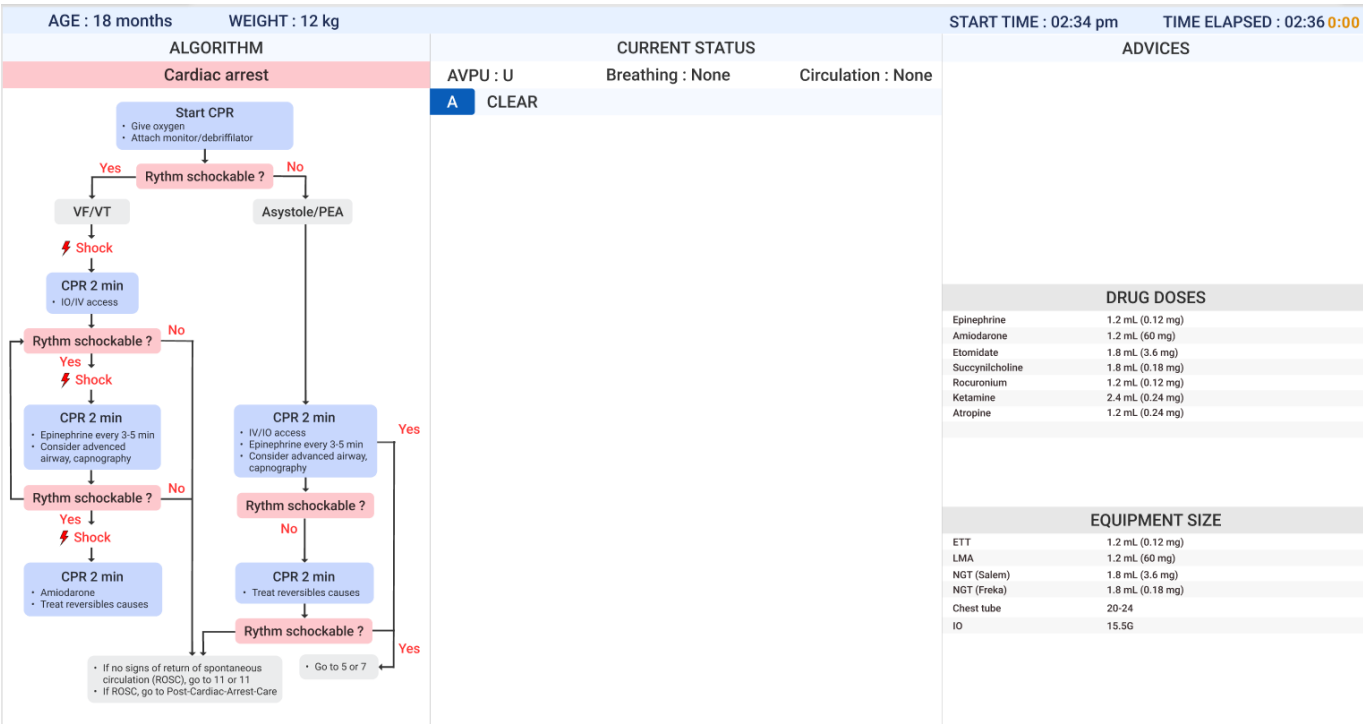 AGE : 18 months WEIGHT : 12 kg START TIME : 02:34 pm TIME ELAPSED : 02:36 0:00
ALGORITHM
Cardiac arrest
Start CPR
• Give oxygen
• Attach monitor/debriffilator
Rythm schockable ?
Yes
No
VF/VT
Asystole/PEA
Shock
CPR 2 min
• IO/IV access
Rythm schockable ?
No
Yes
Shock
CPR 2 min
• Epinephrine every 3-5 min
• Consider advenced
airway, capnography
Rythm schockable ?
No
Yes
Shock
CPR 2 min
• Amiodarone
• Treat reversibles causes
CPR 2 min
• IV/IO access
• Epinephrine every 3-5 min
• Consider advanced airway,
capnography
Yes
Rythm schockable ?
No
CPR 2 min
• Treat reversibles causes
Rythm schockable ?
Yes
• If no signs of return of spontaneous
circulation (ROSC), go to 11 or 11
• If ROSC, go to Post-Cardiac-Arrest-Care
• Go to 5 or 7
CURRENT STATUS
AVPU : U Breathing : None Circulation : None
A CLEAR
ADVICES
DRUG DOSES
Epinephrine 1.2 mL (0.12 mg)
Amiodarone 1.2 mL (60 mg)
Etomidate 1.8 mL (3.6 mg)
Succynilcholine 1.8 mL (0.18 mg)
Rocuronium 1.2 mL (0.12 mg)
Ketamine 2.4 mL (0.24 mg)
Atropine 1.2 mL (0.24 mg)
EQUIPMENT SIZE
ETT 1.2 mL (0.12 mg)
LMA 1.2 mL (60 mg)
NGT (Salem) 1.8 mL (3.6 mg)
NGT (Freka) 1.8 mL (0.18 mg)
Chest tube 20-24
IO 15.5G